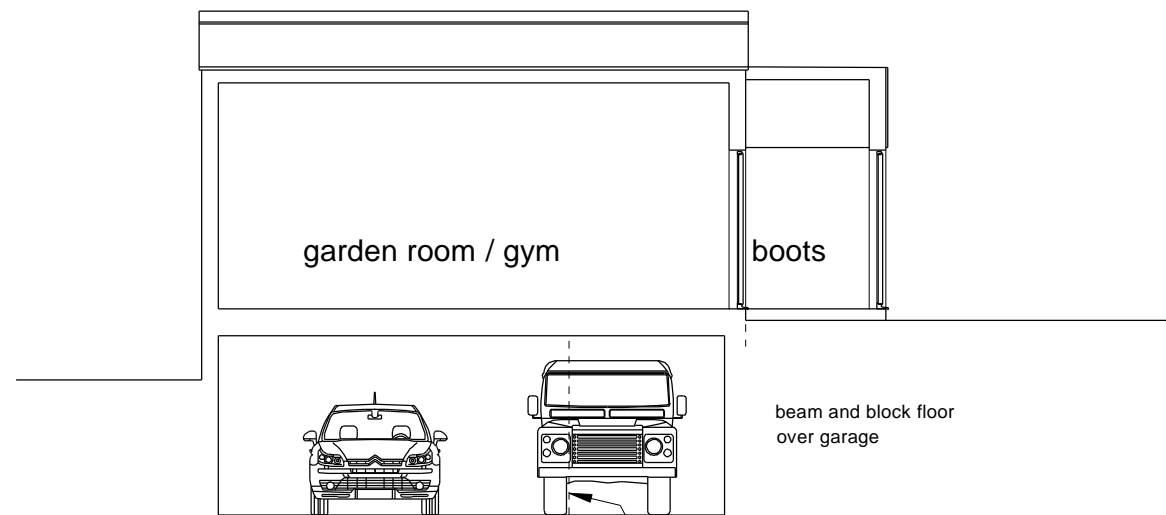 garden room / gym
boots
beam and block floor
over garage